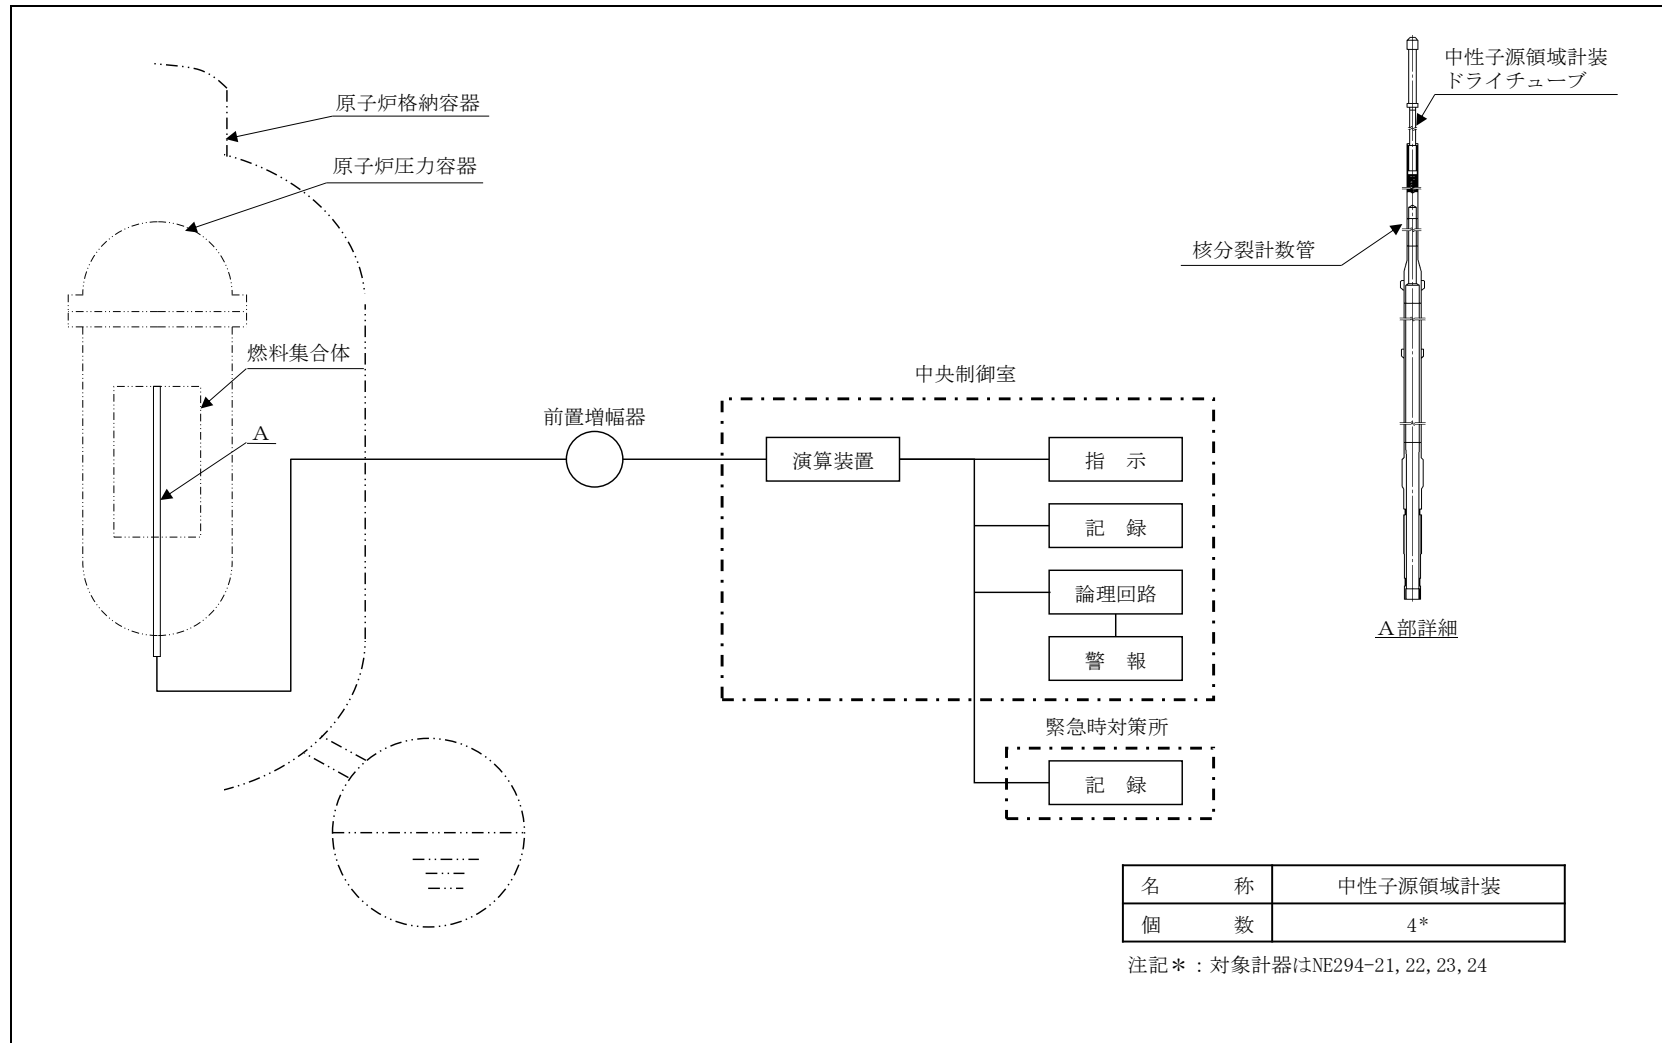 原子炉格納容器
原子炉圧力容器
燃料集合体
A
前置増幅器
中央制御室
演算装置
指 示
記 録
論理回路
警 報
緊急時対策所
記 録
中性子源領域計装
ドライチューブ
核分裂計数管
A部詳細
名 称 中性子源領域計装
個 数 4*
注記*:対象計器はNE294-21,22,23,24